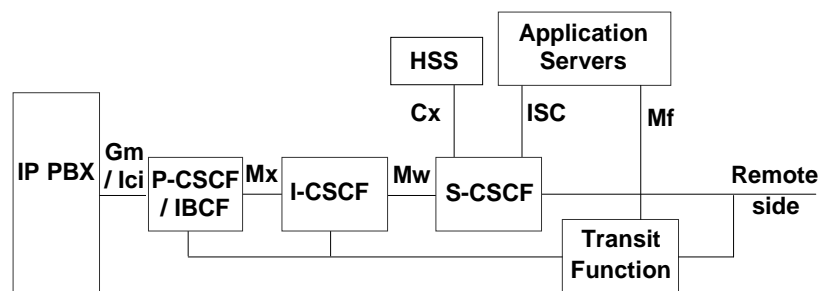 Application
Servers
HSS
Cx
ISC
Mf
IP PBX
Gm
/ Ici
P-CSCF
/ IBCF
Mx
I-CSCF
Mw
S-CSCF
Remote
side
Transit
Function